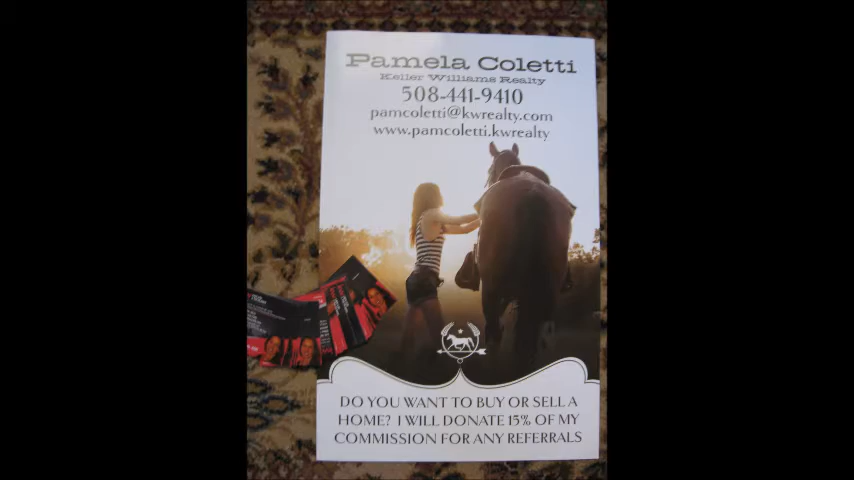 Pamela Coletti
Keller Williams Realty
508-441-9410
pamcoletti@kwrealty.com
www.pamcoletti.kwrealty
DO YOU WANT TO BUY OR SELL A
HOME? I WILL DONATE 15% OF MY
COMMISSION FOR ANY REFERRALS